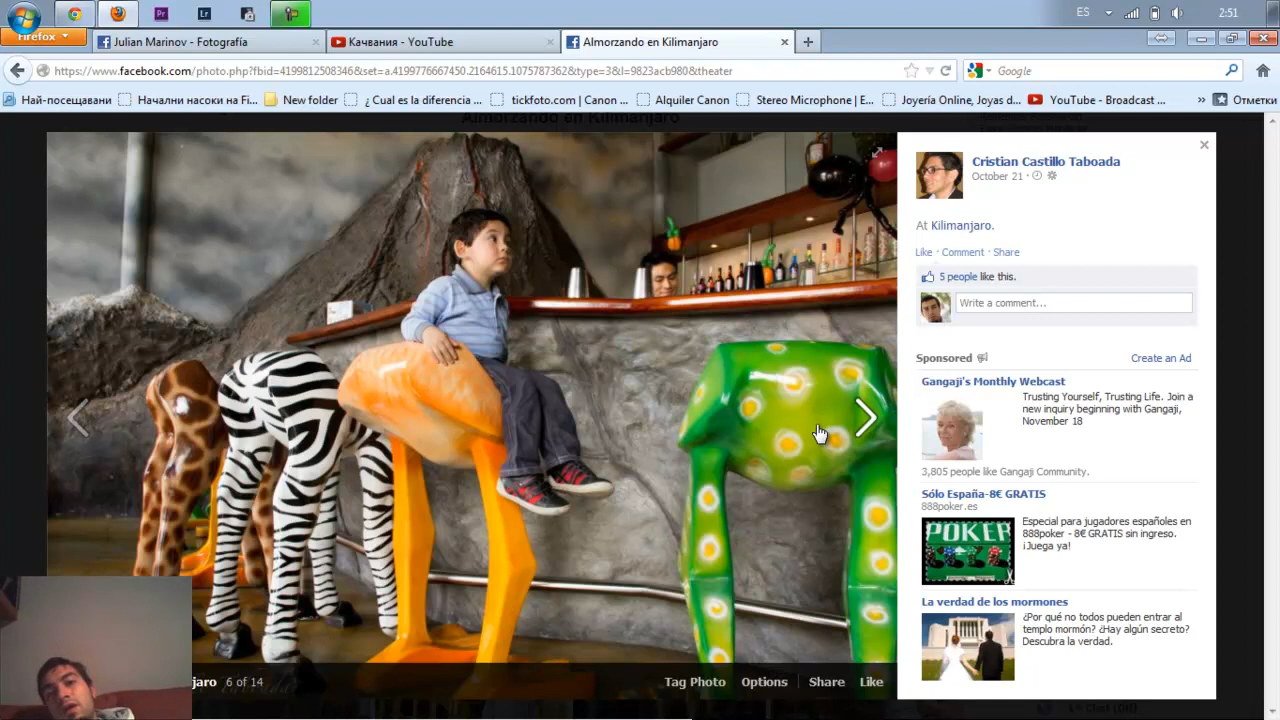 ES
2:51
Firefox
Julian Marinov - Fotografía
Качвания - YouTube
Almorzando en Kilimanjaro
https://www.facebook.com/photo.php?fbid=4199812508346&set=a.4199776667450.2164615.1075787362&type=3&l=9823acb980&theater
Google
Най-посещавани
Начални насоки на Fi...
New folder
¿ Cual es la diferencia ...
tickfoto.com | Canon ...
Alquiler Canon
Stereo Microphone | E...
Joyería Online, Joyas d...
YouTube - Broadcast ...
Отметки
Almorzando en Kilimanjaro
Cristian Castillo Taboada
October 21
At Kilimanjaro.
Like · Comment · Share
5 people like this.
Write a comment...
Sponsored
Create an Ad
Gangaji's Monthly Webcast
Trusting Yourself, Trusting Life. Join a
new inquiry beginning with Gangaji,
November 18
3,805 people like Gangaji Community.
Sólo España-8€ GRATIS
888poker.es
Especial para jugadores españoles en
888poker - 8€ GRATIS sin ingreso.
¡Juega ya!
POKER
La verdad de los mormones
¿Por qué no todos pueden entrar al
templo mormón? ¿Hay algún secreto?
Descubra la verdad.
jaro 6 of 14
Tag Photo
Options
Share
Like